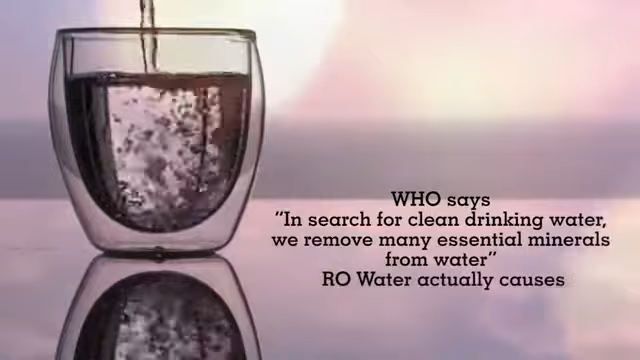 WHO says
“In search for clean drinking water,
we remove many essential minerals
from water”
RO Water actually causes